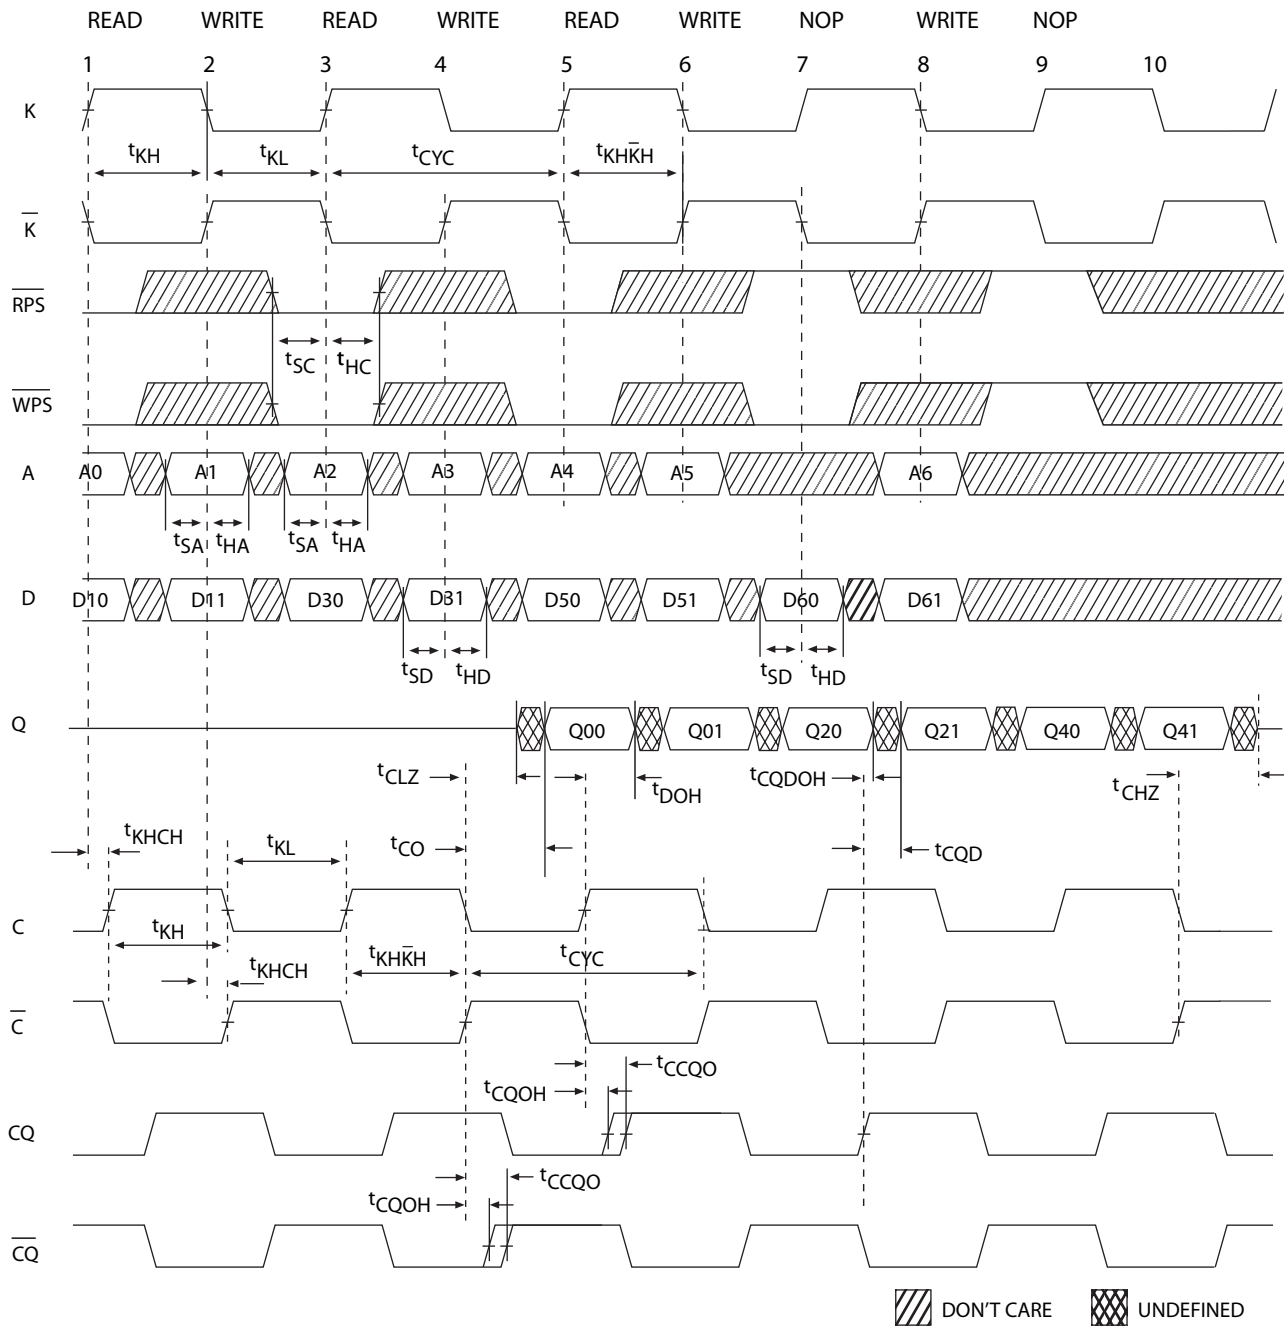 READ WRITE READ WRITE READ WRITE NOP WRITE NOP
1 2 3 4 5 6 7 8 9 10
K
tKH tKL tCYC tKHK̅H
K̅
R̅P̅S̅
tSC tHC
W̅P̅S̅
A A0 A1 A2 A3 A4 A5 A6
tSA tHA tSA tHA
D D10 D11 D30 D31 D50 D51 D60 D61
tSD tHD tSD tHD
Q Q00 Q01 Q20 Q21 Q40 Q41
tCLZ tDOH tCQDOH tCHZ
tKHCH tKL tCO tCQD
C
tKH tKHK̅H tCYC
tKHCH
C̅
tCCQO
tCQOH
CQ
tCCQO
tCQOH
C̅Q̅
DON'T CARE UNDEFINED